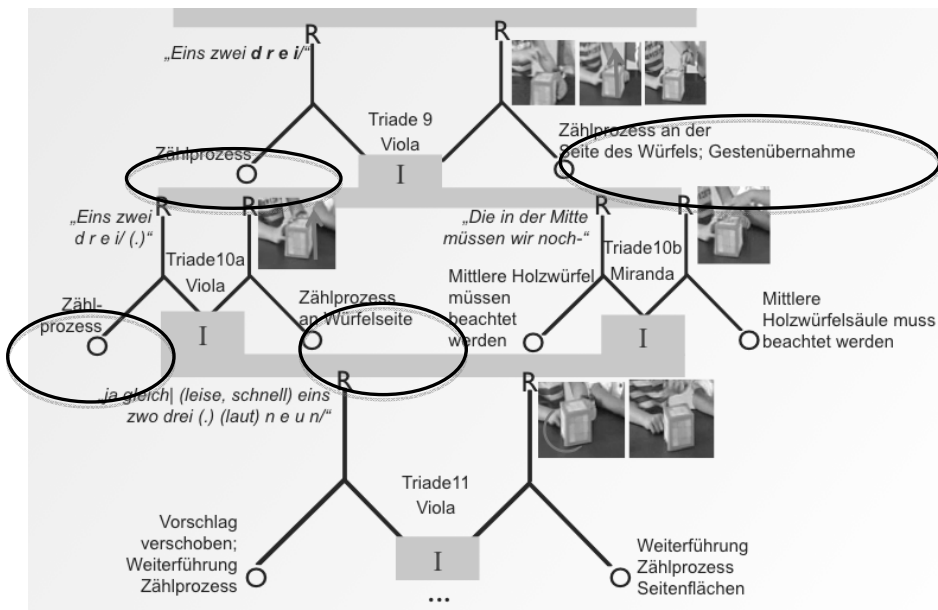 R
R
„Eins zwei d r e i/“
Triade 9
Viola
Zählprozess
Zählprozess an der
Seite des Würfels; Gestenübernahme
I
R
R
R
R
„Eins zwei
d r e i/ (.)“
Triade10a
Viola
„Die in der Mitte
müssen wir noch-“
Triade10b
Miranda
Zähl-
prozess
Zählprozess
an Würfelseite
Mittlere Holzwürfel
müssen
beachtet
werden
Mittlere
Holzwürfelsäule muss
beachtet werden
I
I
R
R
„ja gleich| (leise, schnell) eins
zwo drei (.) (laut) n e u n/“
Triade11
Viola
Vorschlag
verschoben;
Weiterführung
Zählprozess
I
Weiterführung
Zählprozess
Seitenflächen
...